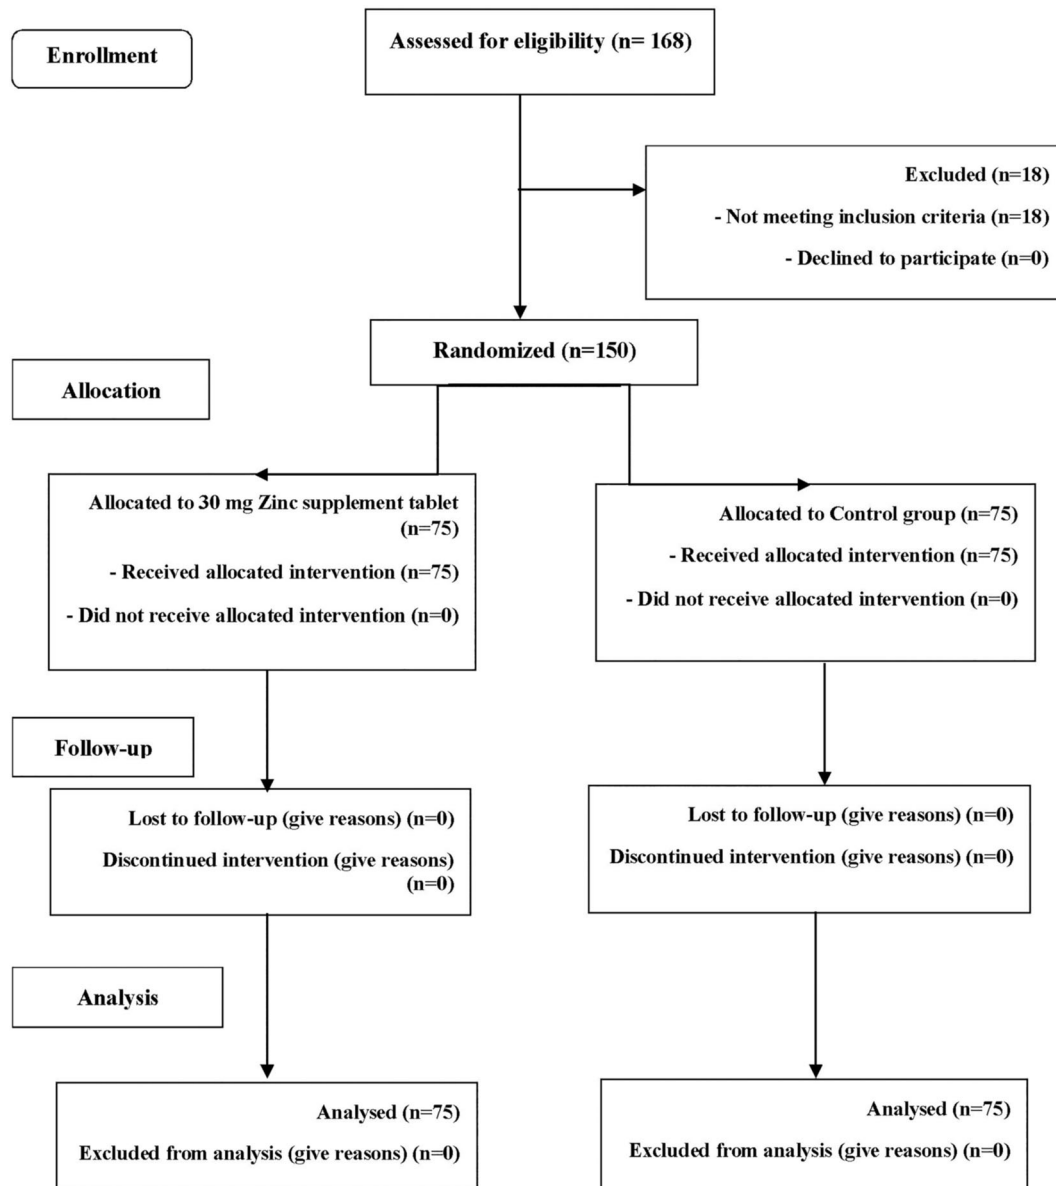 Enrollment
Assessed for eligibility (n= 168)
Excluded (n=18)
- Not meeting inclusion criteria (n=18)
- Declined to participate (n=0)
Randomized (n=150)
Allocation
Allocated to 30 mg Zinc supplement tablet
(n=75)
- Received allocated intervention (n=75)
- Did not receive allocated intervention (n=0)
Allocated to Control group (n=75)
- Received allocated intervention (n=75)
- Did not receive allocated intervention (n=0)
Follow-up
Lost to follow-up (give reasons) (n=0)
Discontinued intervention (give reasons)
(n=0)
Lost to follow-up (give reasons) (n=0)
Discontinued intervention (give reasons) (n=0)
Analysis
Analysed (n=75)
Excluded from analysis (give reasons) (n=0)
Analysed (n=75)
Excluded from analysis (give reasons) (n=0)